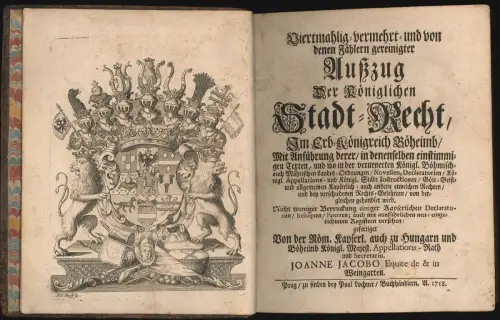 Viertmahlig-vermehrt-und von
denen Fählern gereinigter
Außzug
Der Königlichen
Stadt-Recht,
Im Erb-Königreich Böheimb/
Mit Anführung derer/ in denenselben einstimmi-
gen Texten, und wo in der vernewerten Königl. Böhmisch-
auch Mährischen Landes-Ordnungen/ Novellen, Declaratorien/ Kö-
nigl. Appellations- und Königl. Städt Instructionen/ Gött- Geist-
und allgemeinen Kayserlich- auch andern etwelchen Rechten/
und bey verschiedenen Rechts-Gelehrten/ von der-
gleichen gehandlet wird.
Nicht weniger Beyruckung einiger Kayserlichen Declarato-
rien/ Rescripten/ Patenten; auch mit ausführlichen und einge-
richteten Registern versehen:
gefertiget
Von der Röm. Kayserl. auch zu Hungarn und
Böheimb Königl. Majest. Appellations-Rath
und Secretario.
JOANNE JACOBO Equite de & in
Weingarten.
Prag/ zu finden bey Paul Lochner/ Buchhändlern. A. 1718.